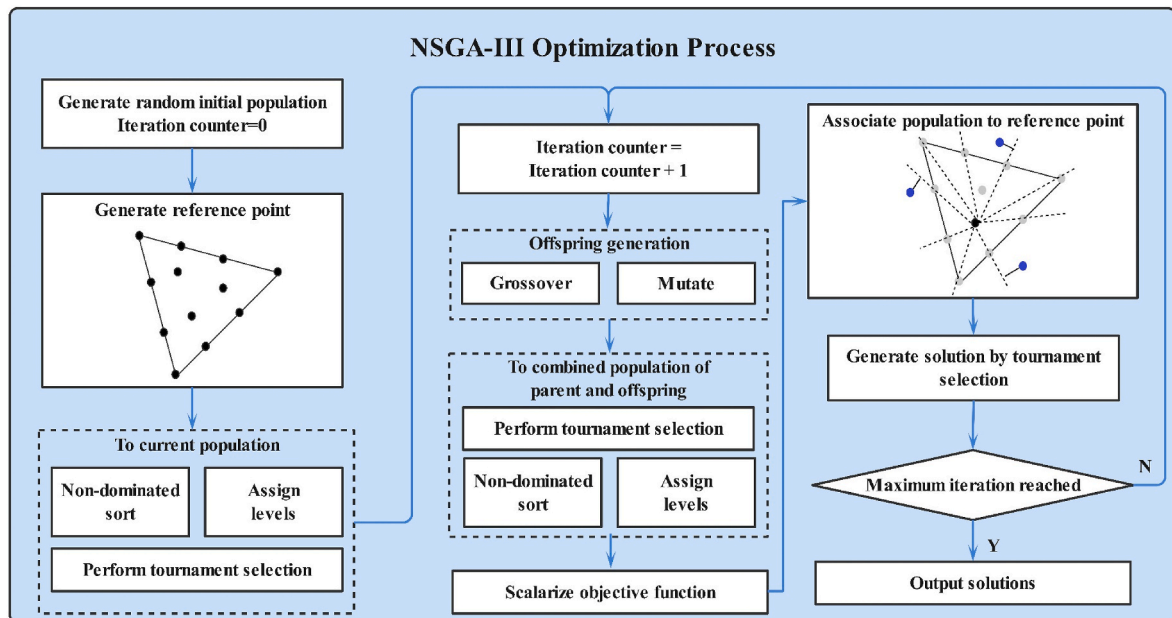 NSGA-III Optimization Process
Generate random initial population
Iteration counter=0
Generate reference point
To current population
Non-dominated
sort
Assign
levels
Perform tournament selection
Iteration counter =
Iteration counter + 1
Offspring generation
Grossover
Mutate
To combined population of
parent and offspring
Perform tournament selection
Non-dominated
sort
Assign
levels
Scalarize objective function
Associate population to reference point
Generate solution by tournament
selection
Maximum iteration reached
N
Y
Output solutions